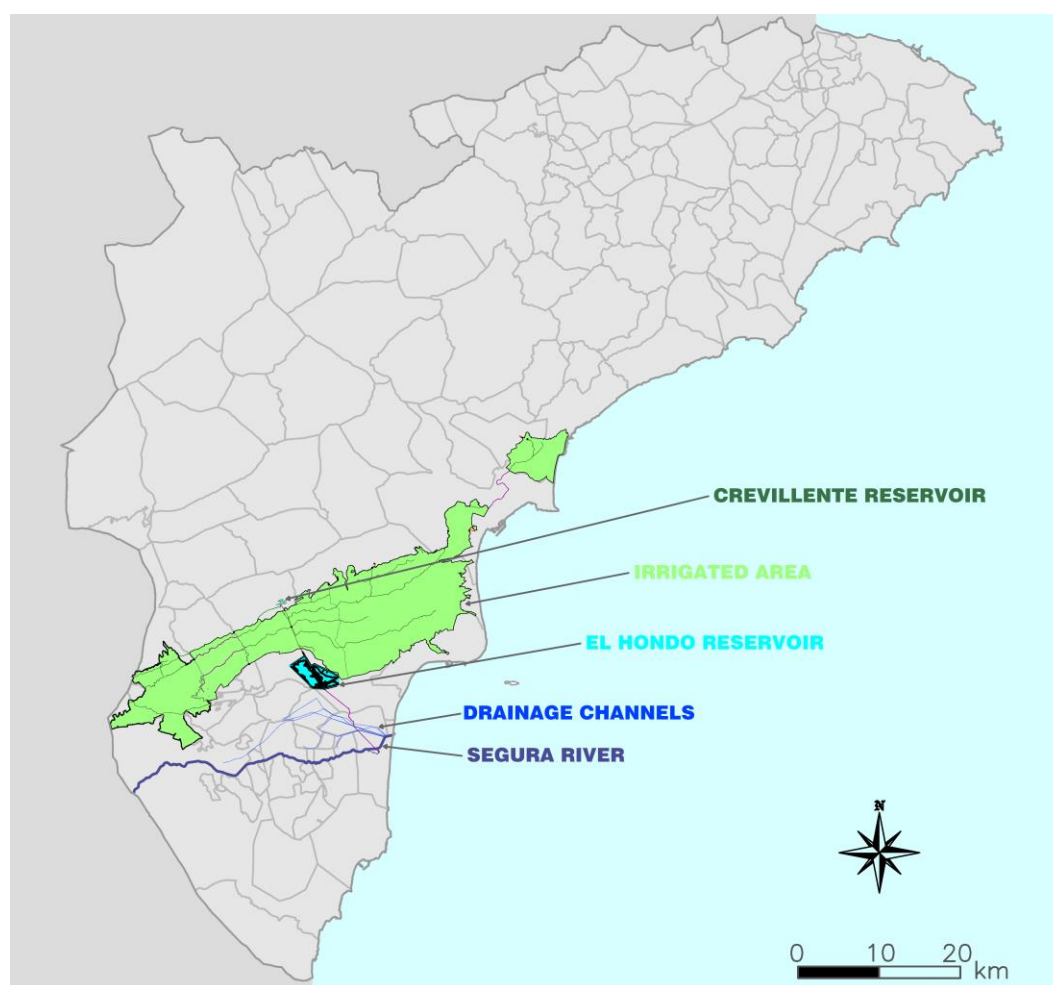 CREVILLENTE RESERVOIR
IRRIGATED AREA
EL HONDO RESERVOIR
DRAINAGE CHANNELS
SEGURA RIVER
N
0 10 20 km